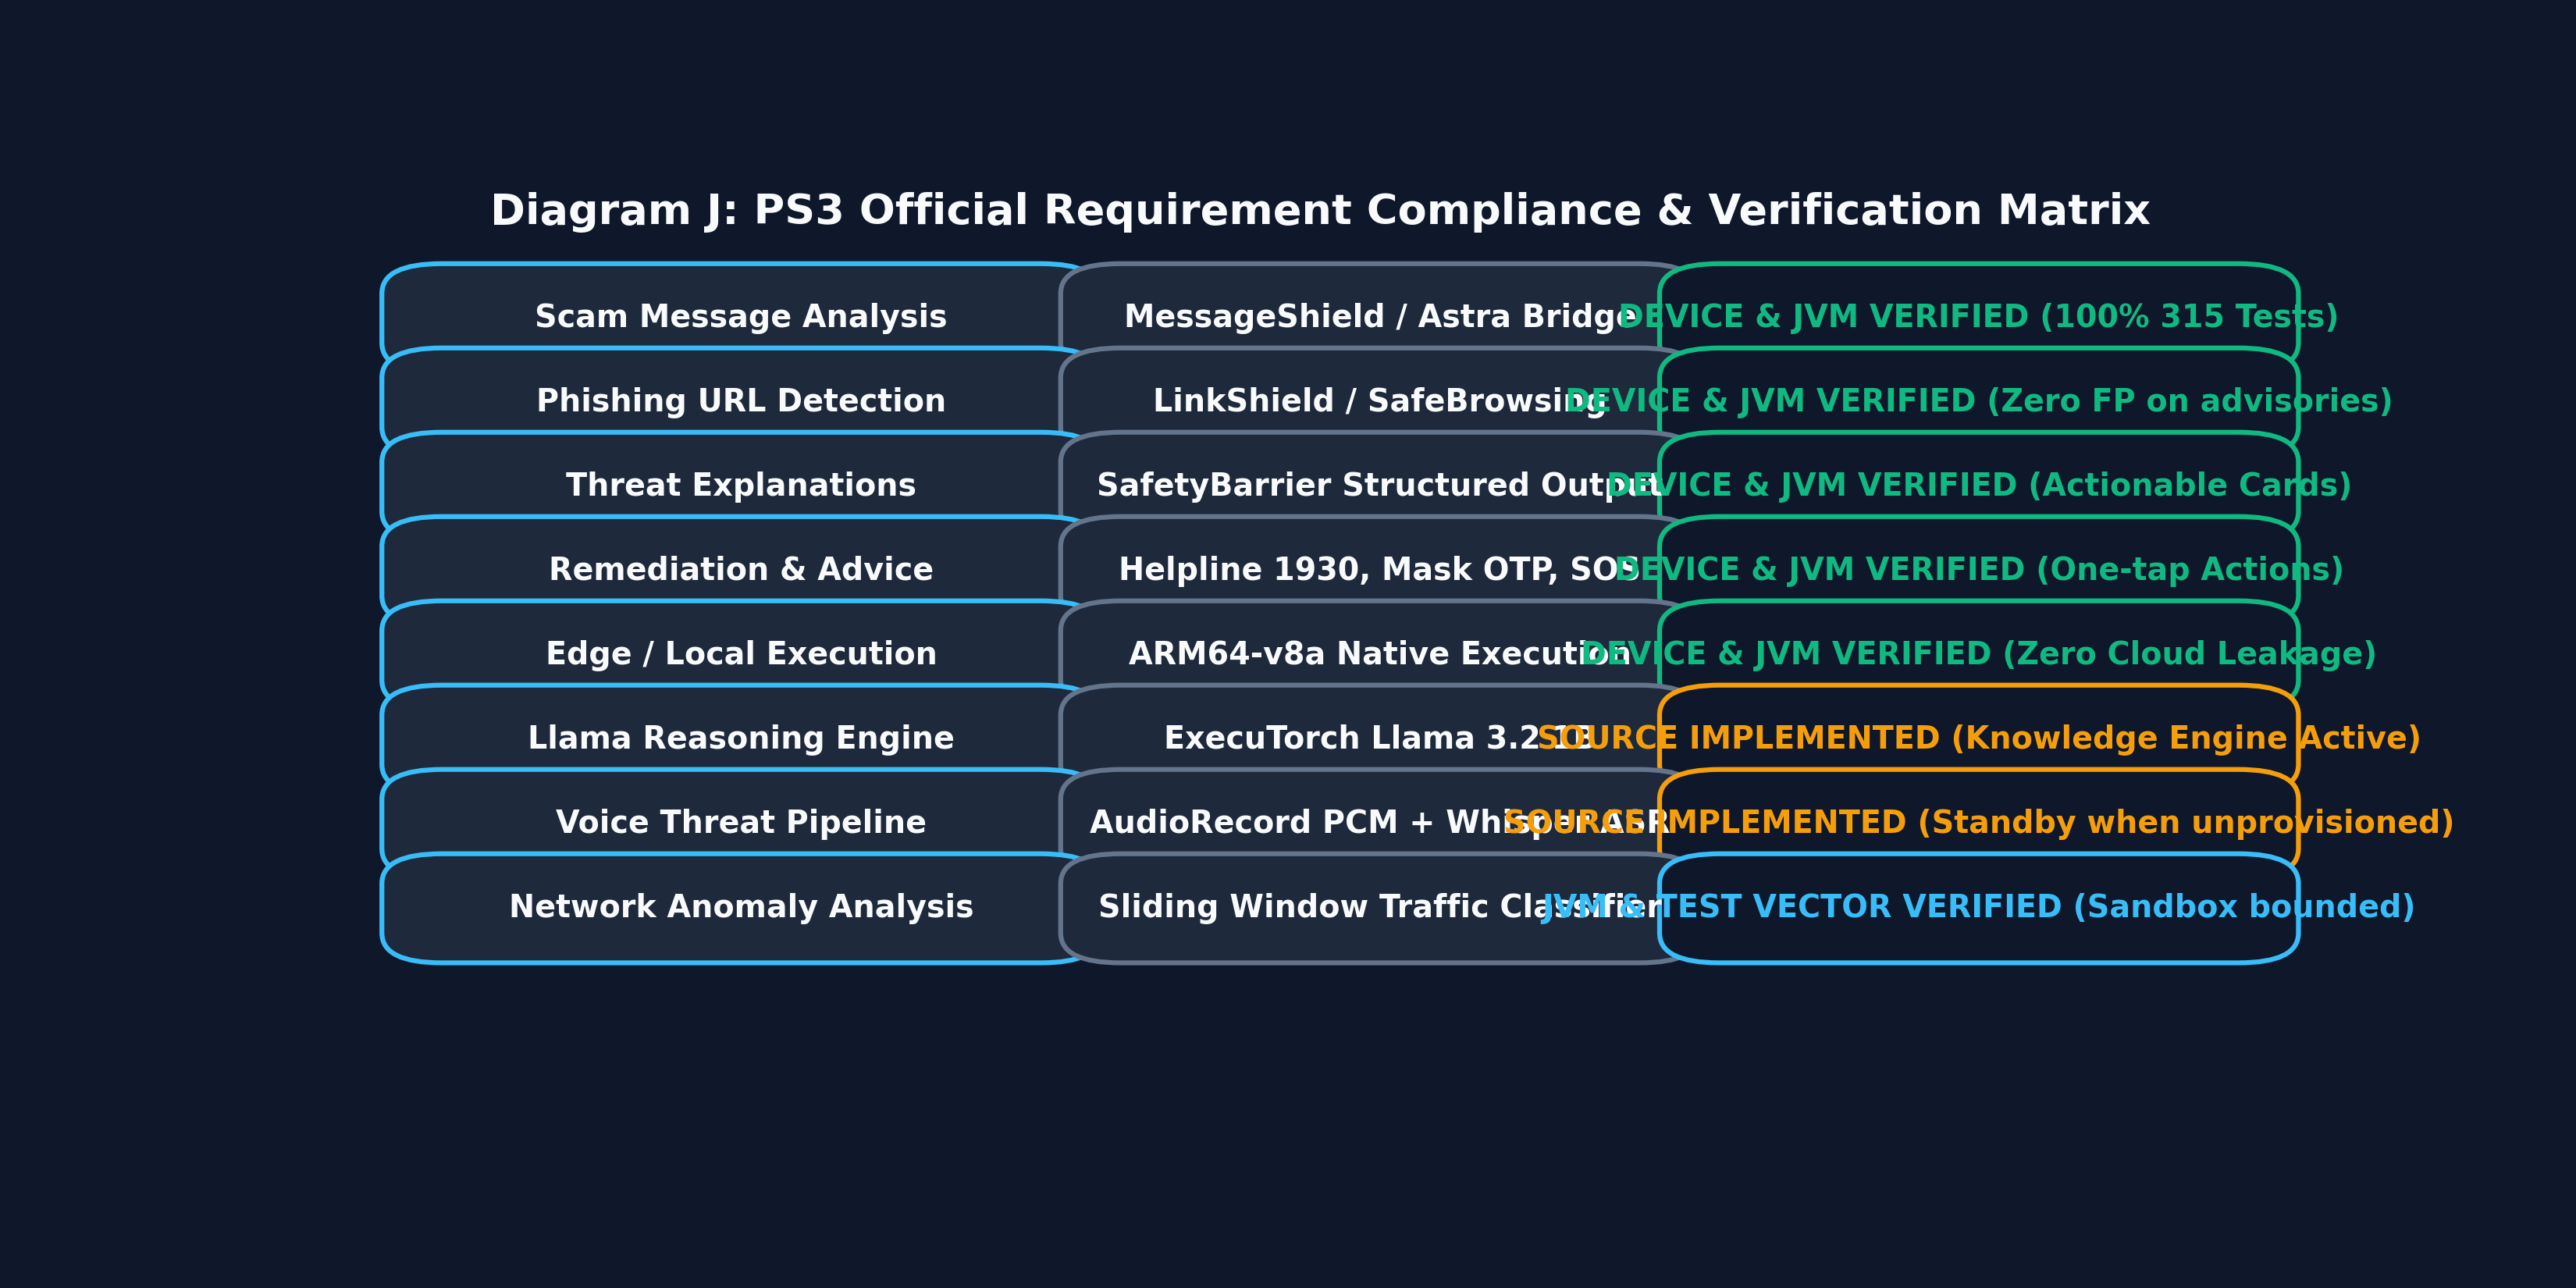 Diagram J: PS3 Official Requirement Compliance & Verification Matrix
Scam Message Analysis
MessageShield / Astra Bridge
DEVICE & JVM VERIFIED (100% 315 Tests)
Phishing URL Detection
LinkShield / SafeBrowsing
DEVICE & JVM VERIFIED (Zero FP on advisories)
Threat Explanations
SafetyBarrier Structured Output
DEVICE & JVM VERIFIED (Actionable Cards)
Remediation & Advice
Helpline 1930, Mask OTP, SOS
DEVICE & JVM VERIFIED (One-tap Actions)
Edge / Local Execution
ARM64-v8a Native Execution
DEVICE & JVM VERIFIED (Zero Cloud Leakage)
Llama Reasoning Engine
ExecuTorch Llama 3.2 1B
SOURCE IMPLEMENTED (Knowledge Engine Active)
Voice Threat Pipeline
AudioRecord PCM + Whisper ASR
SOURCE IMPLEMENTED (Standby when unprovisioned)
Network Anomaly Analysis
Sliding Window Traffic Classifier
JVM & TEST VECTOR VERIFIED (Sandbox bounded)